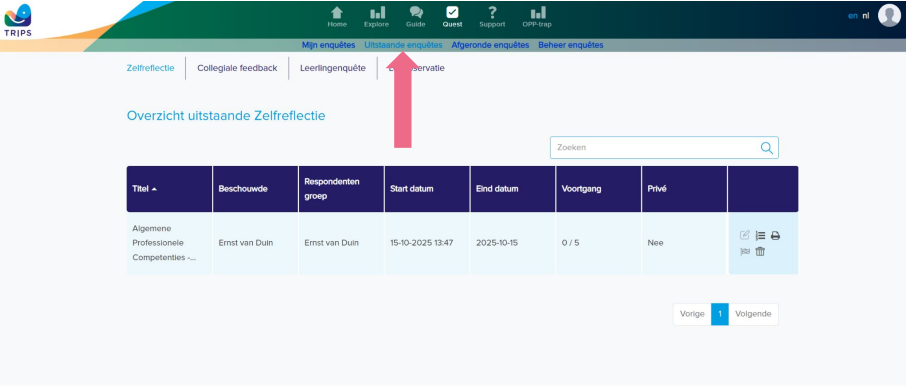 TRIPS
Home Explore Guide Quest Support OPP-trap
en nl
Mijn enquêtes Uitstaande enquêtes Afgeronde enquêtes Beheer enquêtes
Zelfreflectie Collegiale feedback Leerlingenquête
Overzicht uitstaande Zelfreflectie
Zoeken
Titel Beschouwde Respondenten groep Start datum Eind datum Voortgang Privé
Algemene
Professionele
Competenties -...
Ernst van Duin Ernst van Duin 15-10-2025 13:47 2025-10-15 0 / 5 Nee
Vorige 1 Volgende